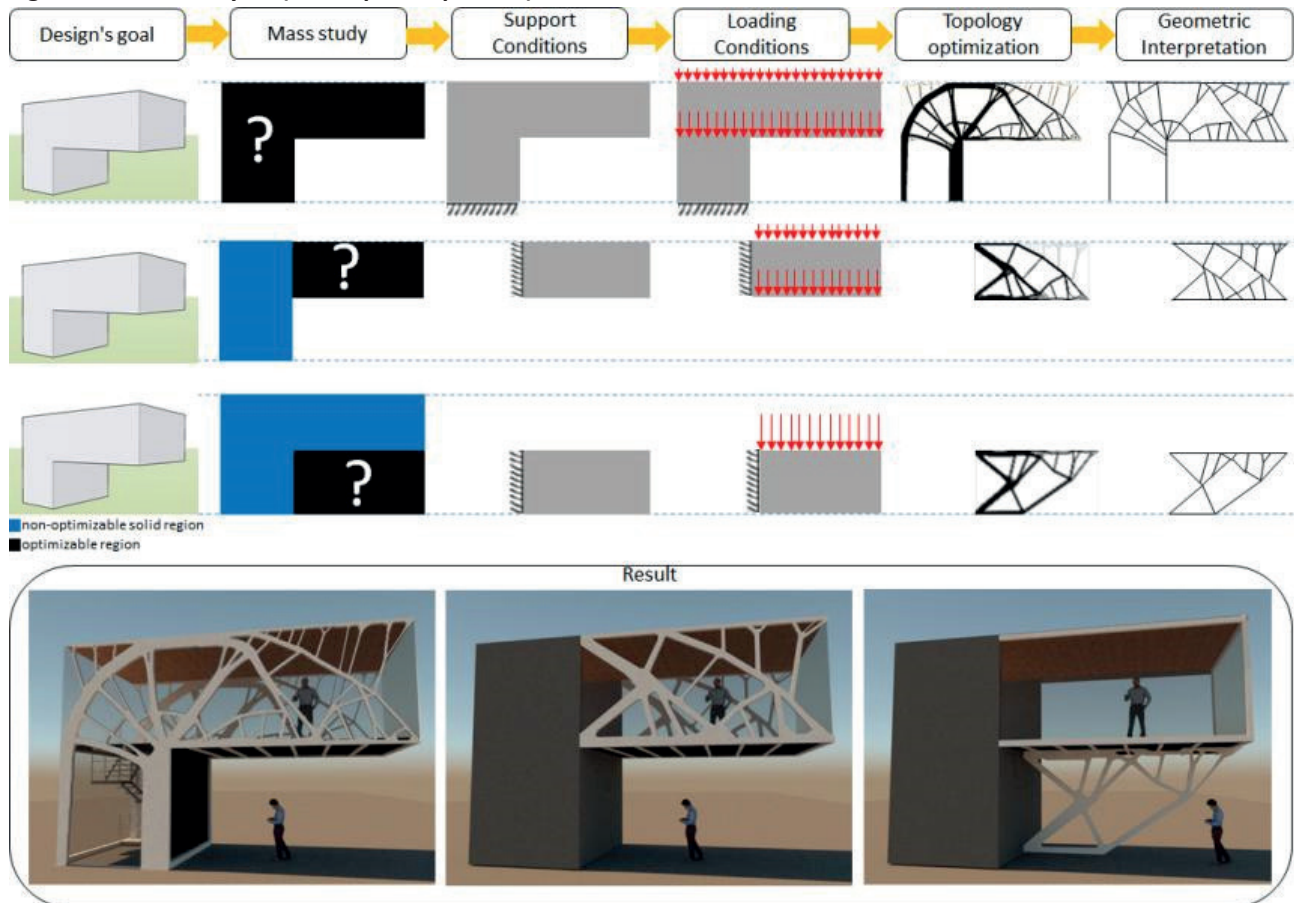 Design's goal
Mass study
Support
Conditions
Loading
Conditions
Topology
optimization
Geometric
Interpretation
?
?
?
non-optimizable solid region
optimizable region
Result